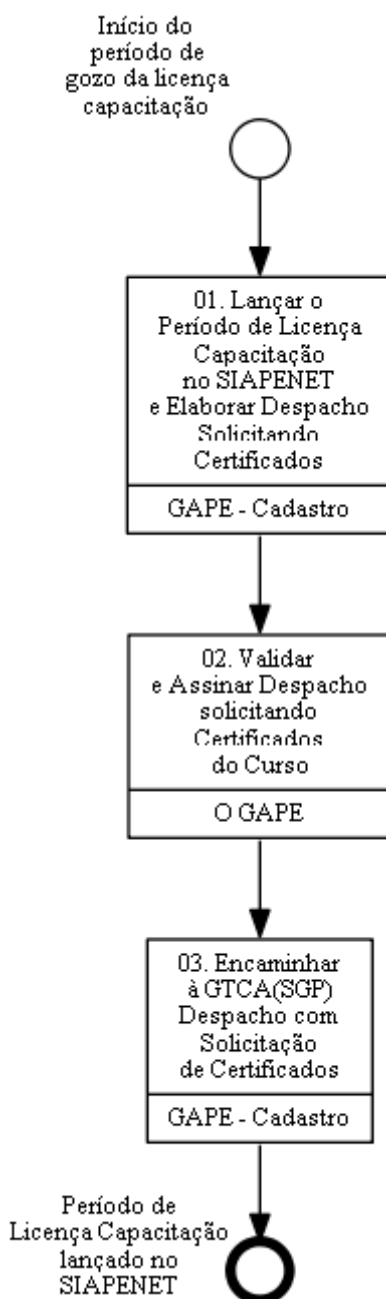 Início do
período de
gozo da licença
capacitação
01. Lançar o
Período de Licença
Capacitação
no SIAPENET
e Elaborar Despacho
Solicitando
Certificados
GAPE - Cadastro
02. Validar
e Assinar Despacho
solicitando
Certificados
do Curso
O GAPE
03. Encaminhar
à GTCA(SGP)
Despacho com
Solicitação
de Certificados
GAPE - Cadastro
Período de
Licença Capacitação
lançado no
SIAPENET